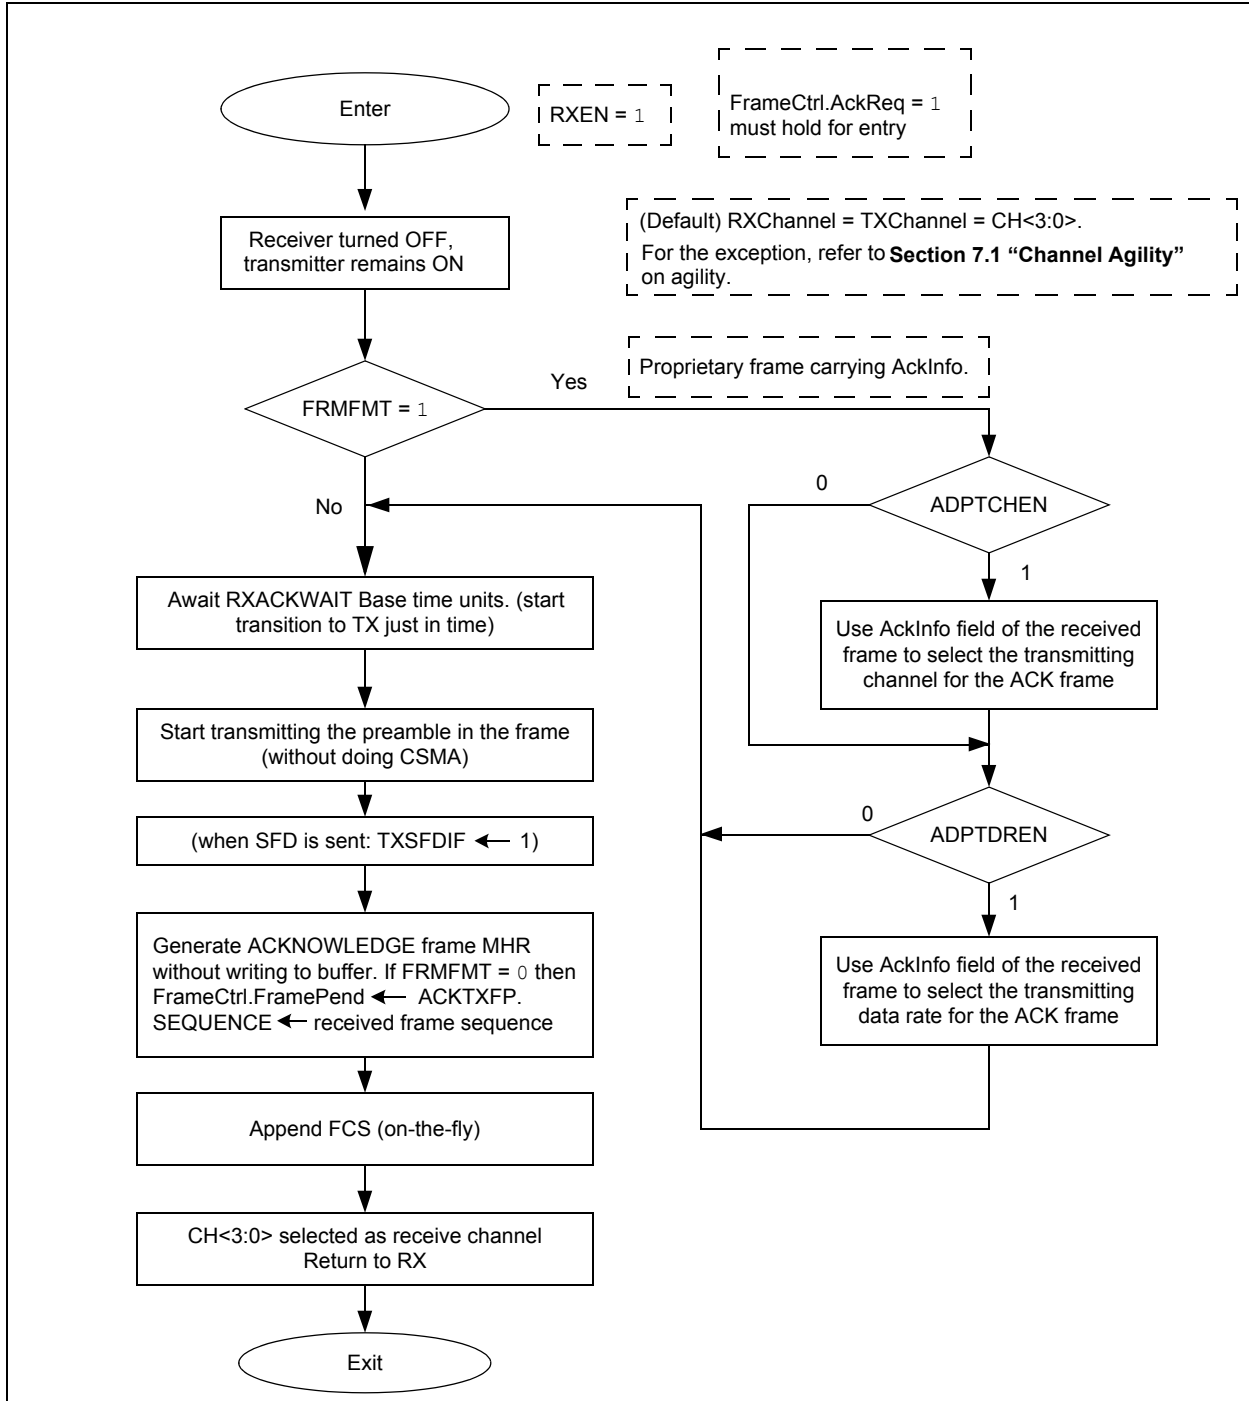 Enter
RXEN = 1
FrameCtrl.AckReq = 1
must hold for entry
Receiver turned OFF,
transmitter remains ON
(Default) RXChannel = TXChannel = CH<3:0>.
For the exception, refer to Section 7.1 “Channel Agility”
on agility.
Proprietary frame carrying AckInfo.
FRMFMT = 1
Yes
No
ADPTCHEN
0
1
Await RXACKWAIT Base time units. (start
transition to TX just in time)
Use AckInfo field of the received
frame to select the transmitting
channel for the ACK frame
Start transmitting the preamble in the frame
(without doing CSMA)
(when SFD is sent: TXSFDIF ← 1)
0
ADPTDREN
1
Generate ACKNOWLEDGE frame MHR
without writing to buffer. If FRMFMT = 0 then
FrameCtrl.FramePend ← ACKTXFP.
SEQUENCE ← received frame sequence
Use AckInfo field of the received
frame to select the transmitting
data rate for the ACK frame
Append FCS (on-the-fly)
CH<3:0> selected as receive channel
Return to RX
Exit